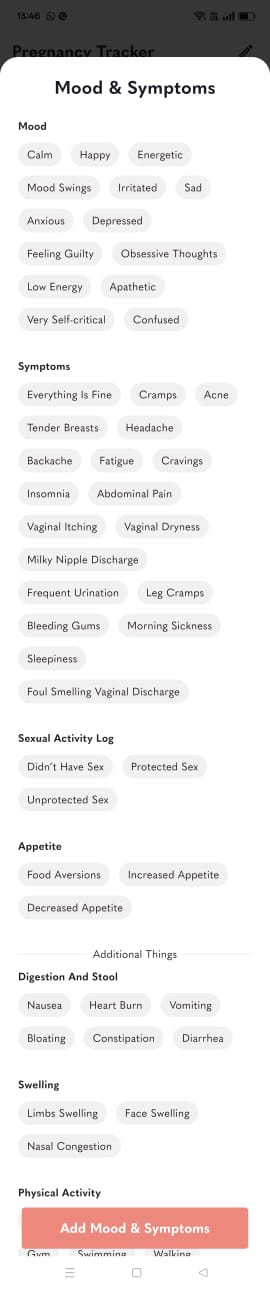 13:46
Pregnancy Tracker
Mood & Symptoms
Mood
Calm Happy Energetic
Mood Swings Irritated Sad
Anxious Depressed
Feeling Guilty Obsessive Thoughts
Low Energy Apathetic
Very Self-critical Confused
Symptoms
Everything Is Fine Cramps Acne
Tender Breasts Headache
Backache Fatigue Cravings
Insomnia Abdominal Pain
Vaginal Itching Vaginal Dryness
Milky Nipple Discharge
Frequent Urination Leg Cramps
Bleeding Gums Morning Sickness
Sleepiness
Foul Smelling Vaginal Discharge
Sexual Activity Log
Didn't Have Sex Protected Sex
Unprotected Sex
Appetite
Food Aversions Increased Appetite
Decreased Appetite
Additional Things
Digestion And Stool
Nausea Heart Burn Vomiting
Bloating Constipation Diarrhea
Swelling
Limbs Swelling Face Swelling
Nasal Congestion
Physical Activity
Add Mood & Symptoms
Gym Swimming Walking